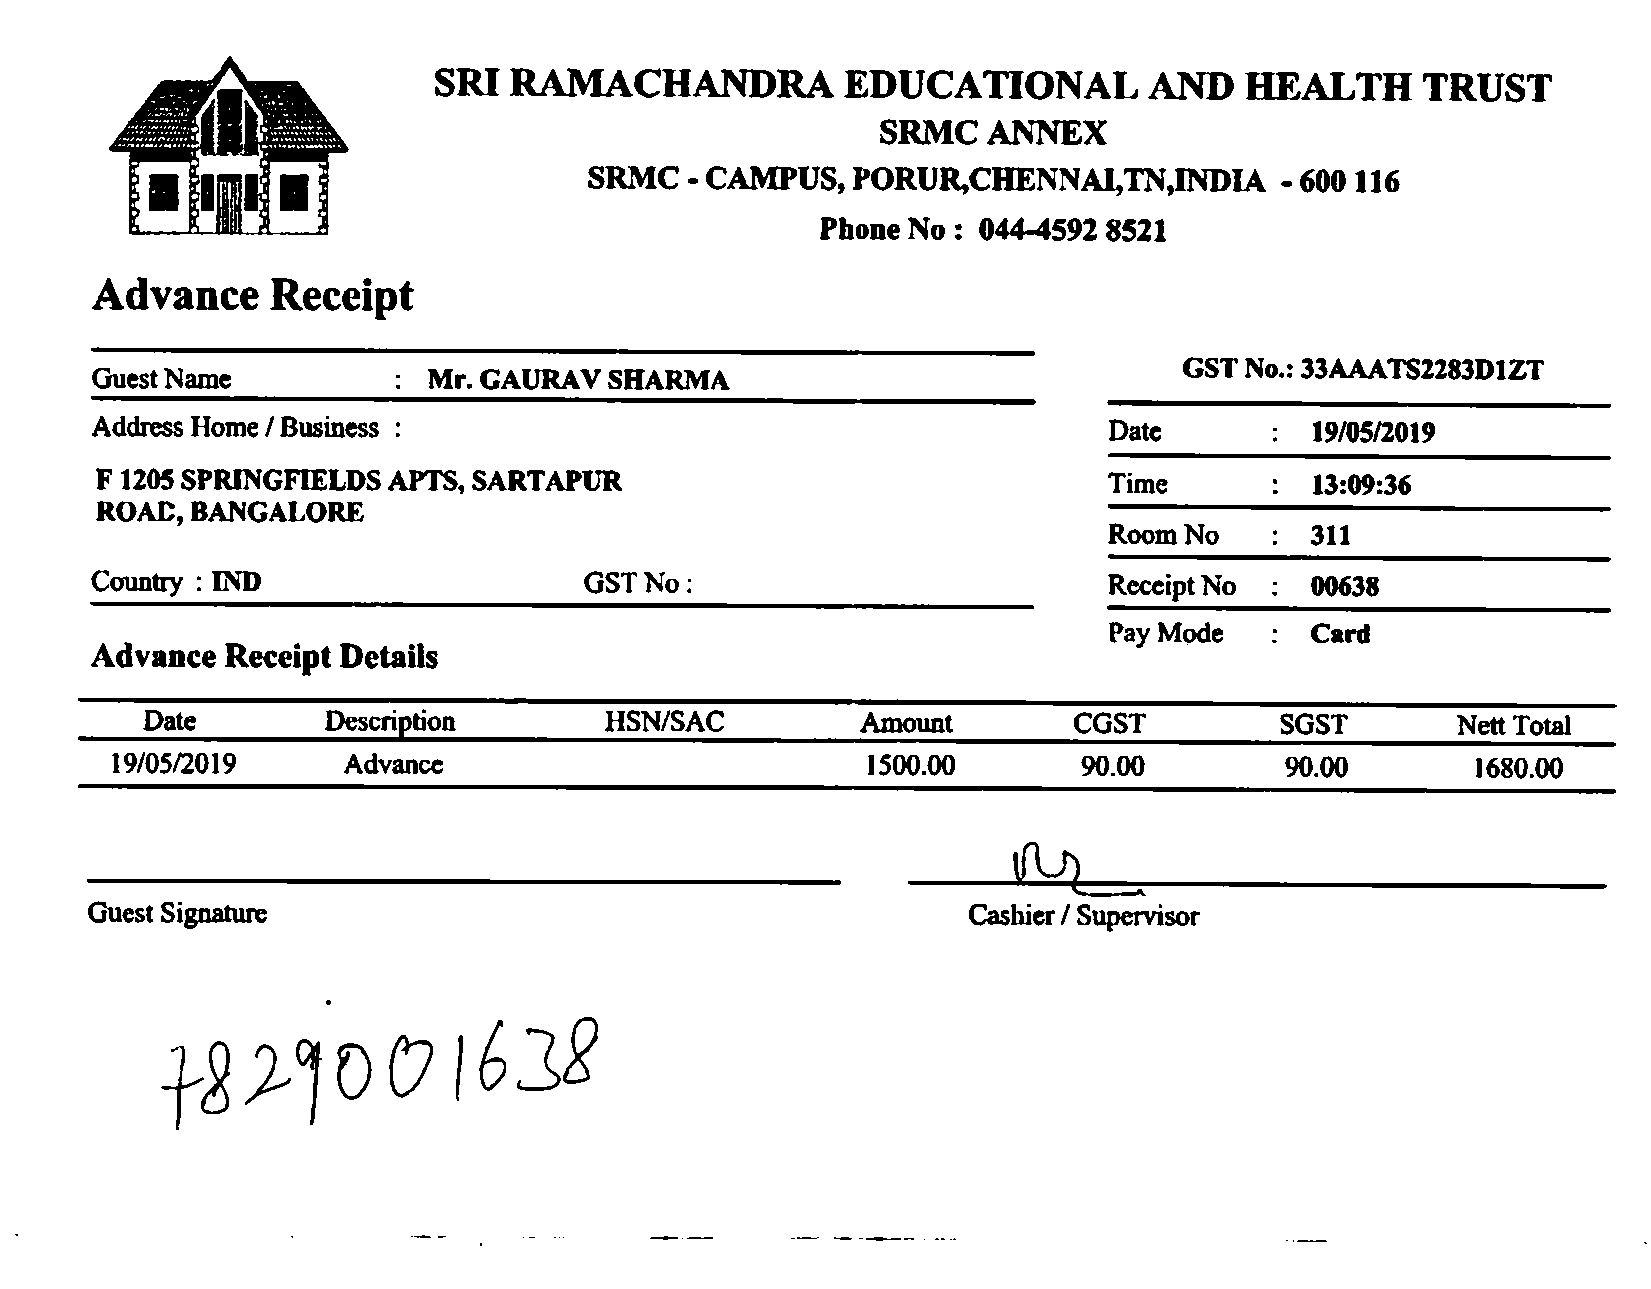 SRI RAMACHANDRA EDUCATIONAL AND HEALTH TRUST
SRMC ANNEX
SRMC - CAMPUS, PORUR,CHENNAI,TN,INDIA - 600 116
Phone No : 044-4592 8521
Advance Receipt
Guest Name : Mr. GAURAV SHARMA
GST No.: 33AAATS2283D1ZT
Address Home / Business :
F 1205 SPRINGFIELDS APTS, SARTAPUR
ROAD, BANGALORE
Country : IND GST No :
Date : 19/05/2019
Time : 13:09:36
Room No : 311
Receipt No : 00638
Pay Mode : Card
Advance Receipt Details
Date Description HSN/SAC Amount CGST SGST Nett Total
19/05/2019 Advance 1500.00 90.00 90.00 1680.00
Guest Signature Cashier / Supervisor
7829001638